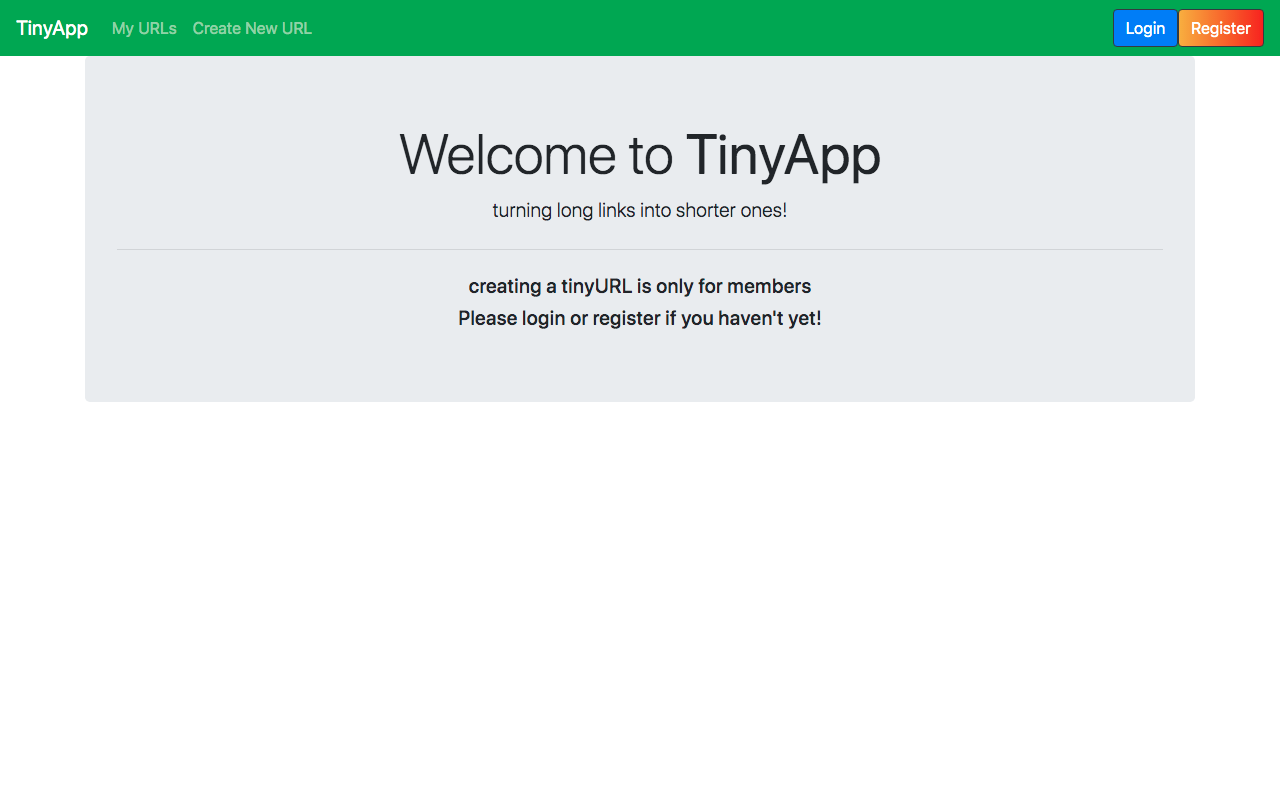 TinyApp My URLs Create New URL Login Register
Welcome to TinyApp
turning long links into shorter ones!
creating a tinyURL is only for members
Please login or register if you haven't yet!